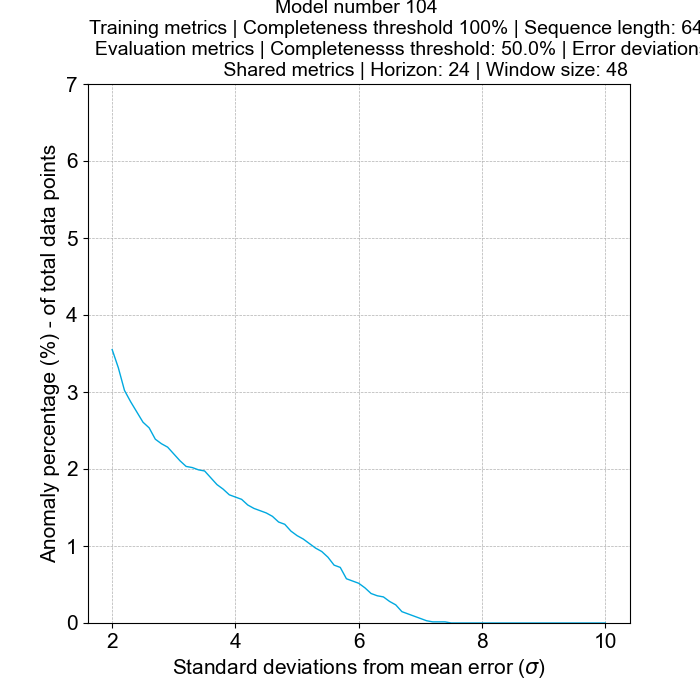 Model number 104
Training metrics | Completeness threshold 100% | Sequence length: 64
Evaluation metrics | Completenesss threshold: 50.0% | Error deviations
Shared metrics | Horizon: 24 | Window size: 48
7
6
5
4
3
2
1
0
Anomaly percentage (%) - of total data points
2 4 6 8 10
Standard deviations from mean error (σ)